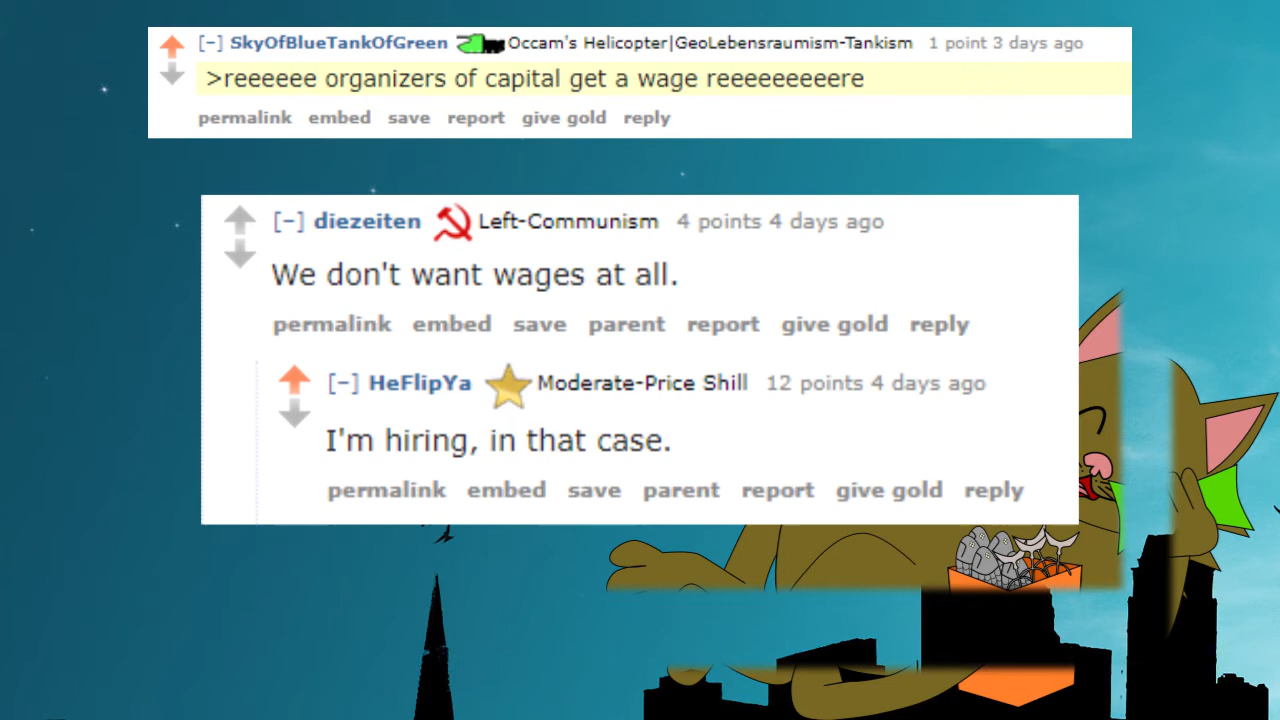 [−] SkyOfBlueTankOfGreen Occam's Helicopter|GeoLebensraumism-Tankism 1 point 3 days ago
>reeeeee organizers of capital get a wage reeeeeeeeere
permalink embed save report give gold reply
[−] diezeiten Left-Communism 4 points 4 days ago
We don't want wages at all.
permalink embed save parent report give gold reply
[−] HeFlipYa Moderate-Price Shill 12 points 4 days ago
I'm hiring, in that case.
permalink embed save parent report give gold reply